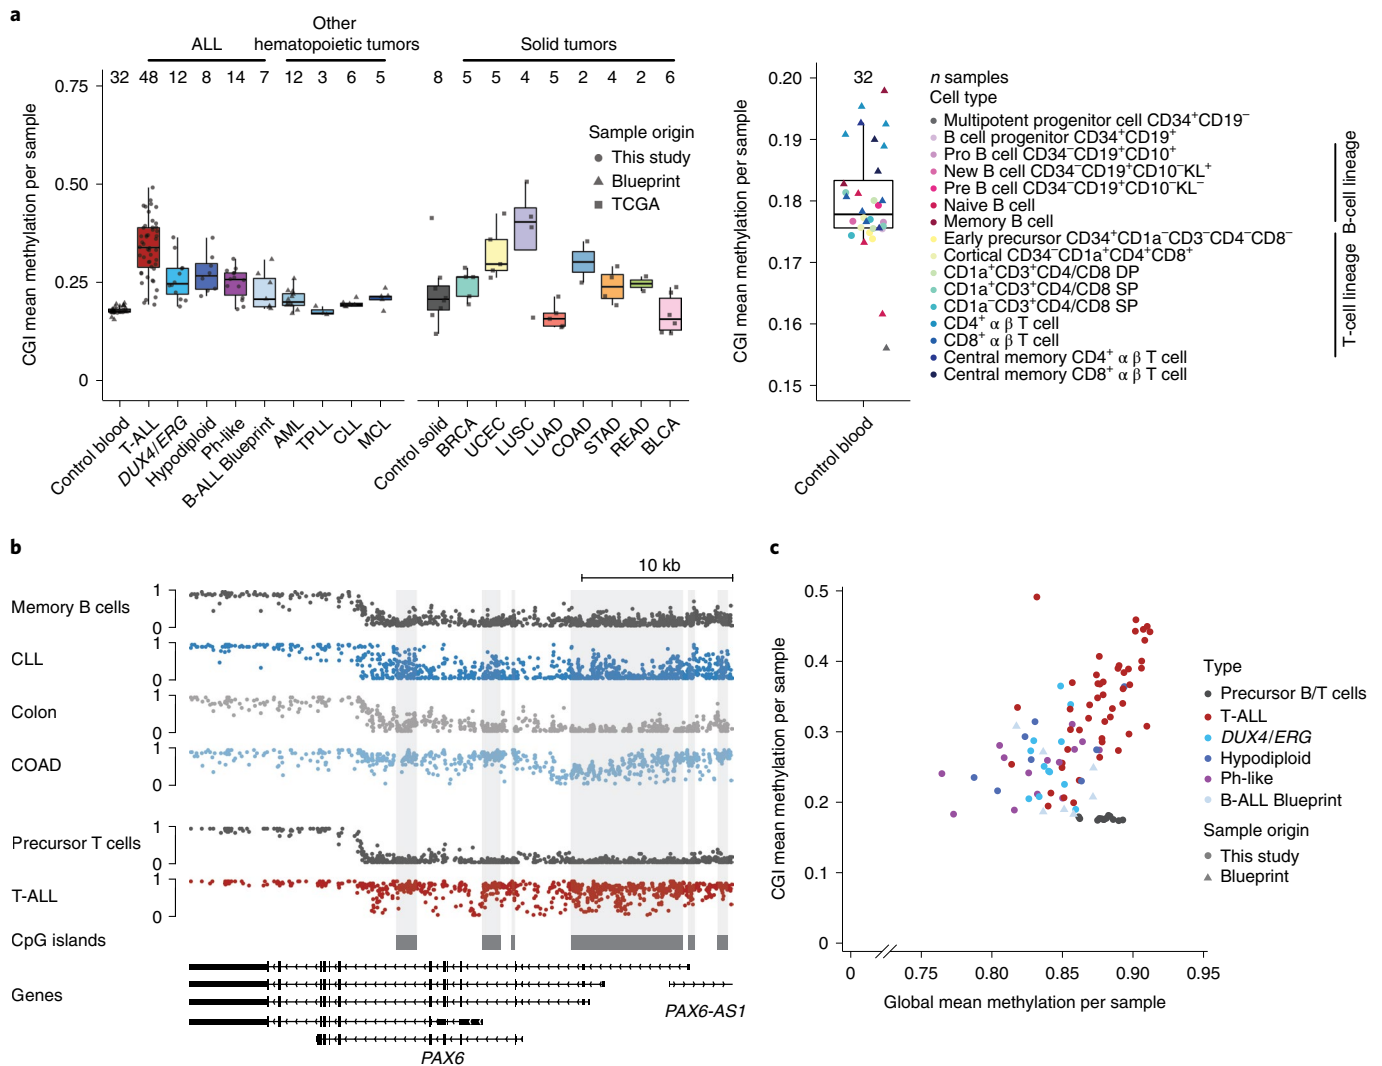 a
ALL
Other
hematopoietic tumors
Solid tumors
32 48 12 8 14 7 12 3 6 5 8 5 5 4 5 2 4 2 6
CGI mean methylation per sample
0.75
0.50
0.25
0
Sample origin
This study
Blueprint
TCGA
Control blood
T-ALL
DUX4/ERG
Hypodiploid
Ph-like
B-ALL Blueprint
AML
TPLL
CLL
MCL
Control solid
BRCA
UCEC
LUSC
LUAD
COAD
STAD
READ
BLCA
CGI mean methylation per sample
0.20
0.19
0.18
0.17
0.16
0.15
32
Control blood
n samples
Cell type
Multipotent progenitor cell CD34+CD19−
B cell progenitor CD34+CD19+
Pro B cell CD34−CD19+CD10+
New B cell CD34−CD19+CD10−KL+
Pre B cell CD34−CD19+CD10−KL−
Naive B cell
Memory B cell
Early precursor CD34+CD1a−CD3−CD4−CD8−
Cortical CD34−CD1a+CD4+CD8+
CD1a+CD3+CD4/CD8 DP
CD1a+CD3+CD4/CD8 SP
CD1a−CD3+CD4/CD8 SP
CD4+ α β T cell
CD8+ α β T cell
Central memory CD4+ α β T cell
Central memory CD8+ α β T cell
B-cell lineage
T-cell lineage
b
10 kb
Memory B cells
1
0
CLL
1
0
Colon
1
0
COAD
1
0
Precursor T cells
1
0
T-ALL
1
0
CpG islands
Genes
PAX6-AS1
PAX6
c
CGI mean methylation per sample
0.5
0.4
0.3
0.2
0.1
0
0 0.75 0.80 0.85 0.90 0.95
Global mean methylation per sample
Type
Precursor B/T cells
T-ALL
DUX4/ERG
Hypodiploid
Ph-like
B-ALL Blueprint
Sample origin
This study
Blueprint